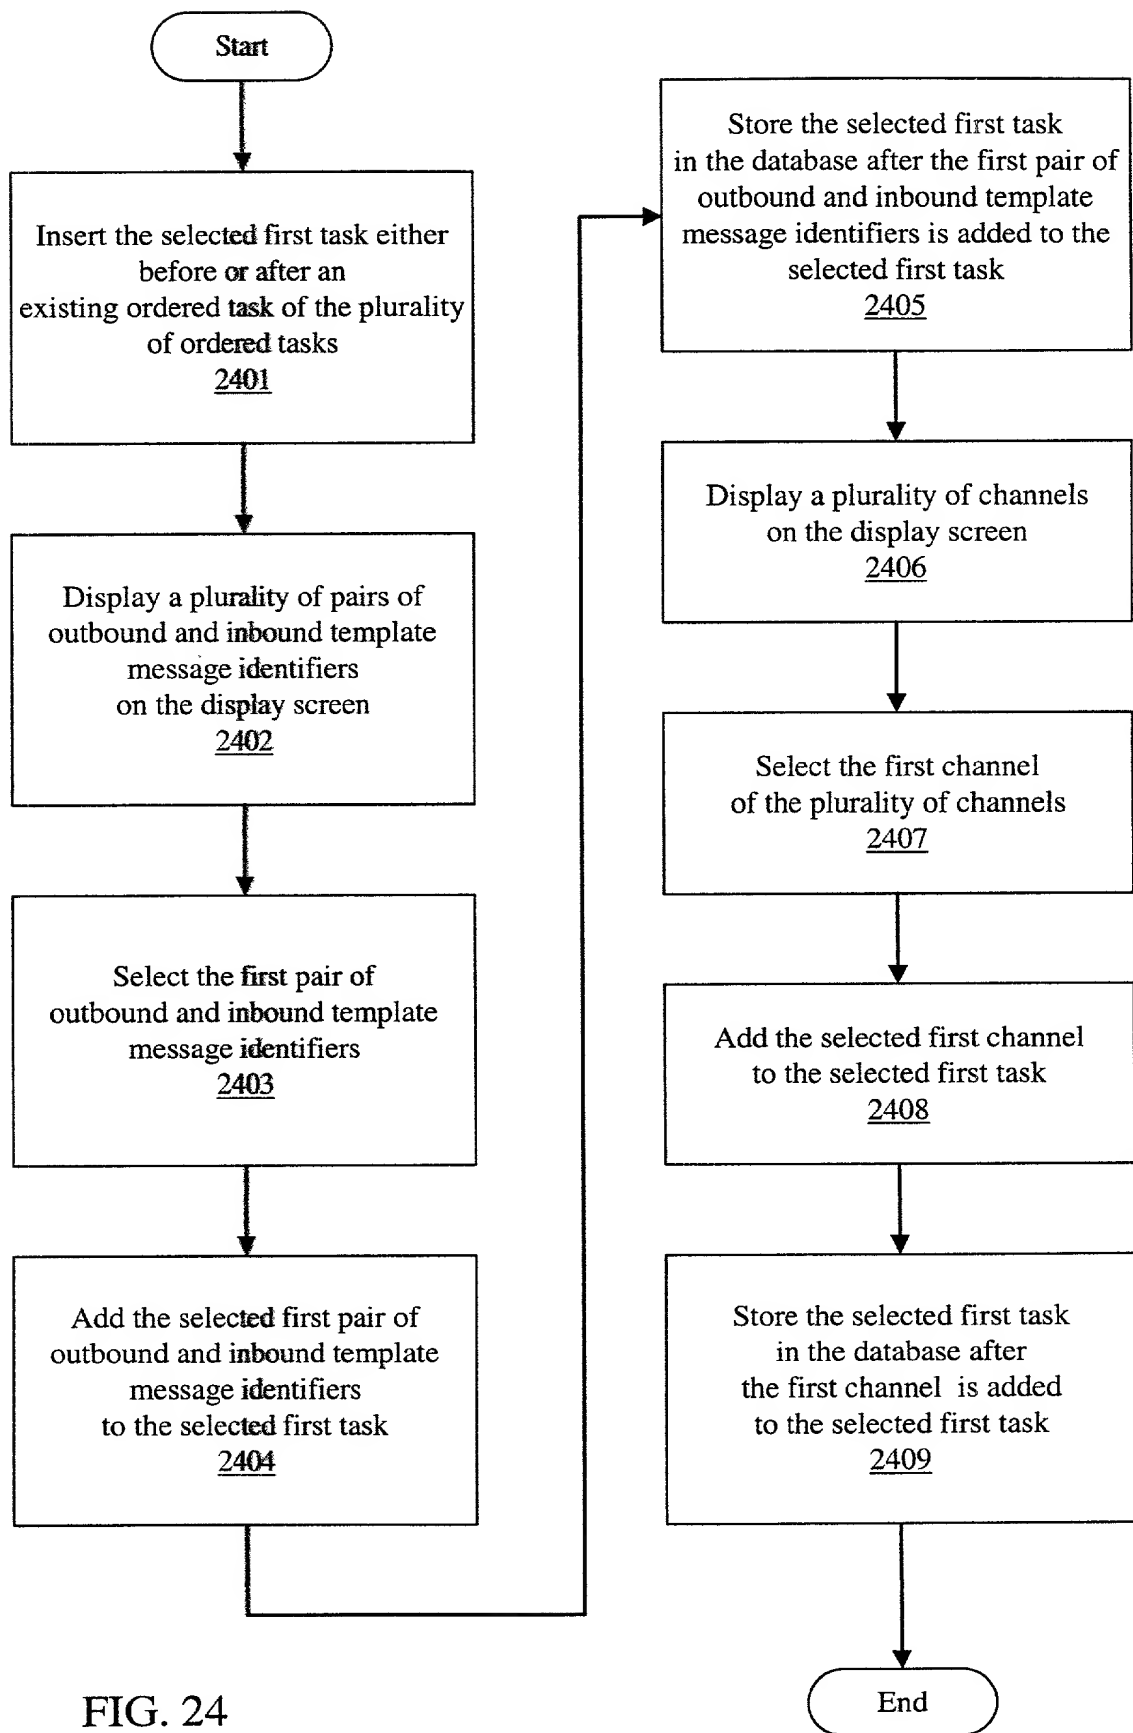 Start
Insert the selected first task either
before or after an
existing ordered task of the plurality
of ordered tasks
2401
Display a plurality of pairs of
outbound and inbound template
message identifiers
on the display screen
2402
Select the first pair of
outbound and inbound template
message identifiers
2403
Add the selected first pair of
outbound and inbound template
message identifiers
to the selected first task
2404
Store the selected first task
in the database after the first pair of
outbound and inbound template
message identifiers is added to the
selected first task
2405
Display a plurality of channels
on the display screen
2406
Select the first channel
of the plurality of channels
2407
Add the selected first channel
to the selected first task
2408
Store the selected first task
in the database after
the first channel is added
to the selected first task
2409
End
FIG. 24